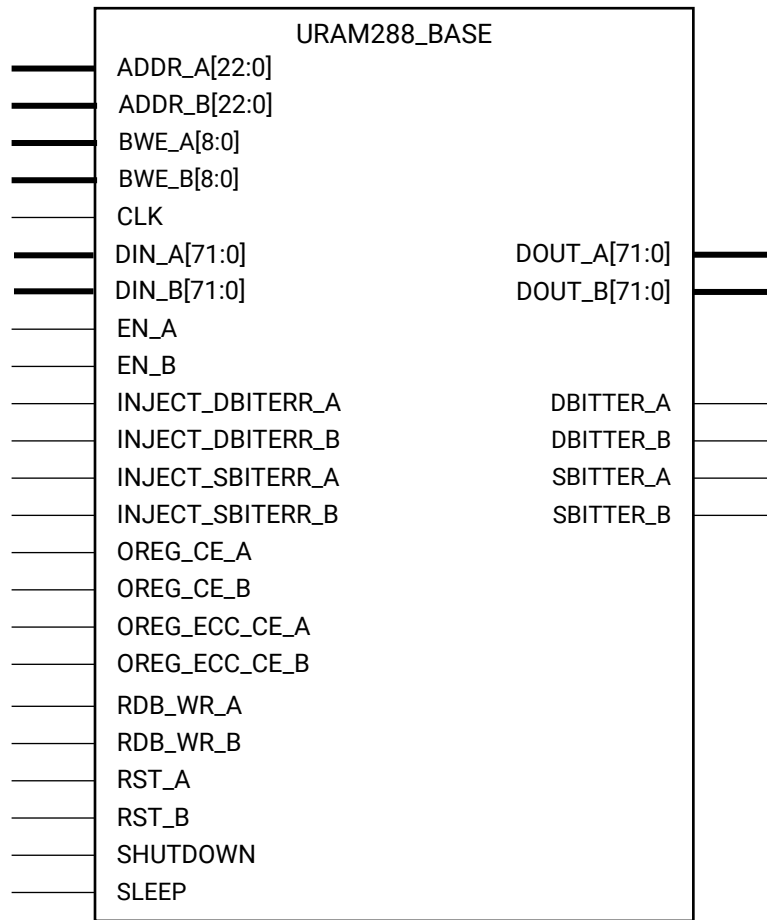 URAM288_BASE
ADDR_A[22:0]
ADDR_B[22:0]
BWE_A[8:0]
BWE_B[8:0]
CLK
DIN_A[71:0] DOUT_A[71:0]
DIN_B[71:0] DOUT_B[71:0]
EN_A
EN_B
INJECT_DBITERR_A DBITTER_A
INJECT_DBITERR_B DBITTER_B
INJECT_SBITERR_A SBITTER_A
INJECT_SBITERR_B SBITTER_B
OREG_CE_A
OREG_CE_B
OREG_ECC_CE_A
OREG_ECC_CE_B
RDB_WR_A
RDB_WR_B
RST_A
RST_B
SHUTDOWN
SLEEP